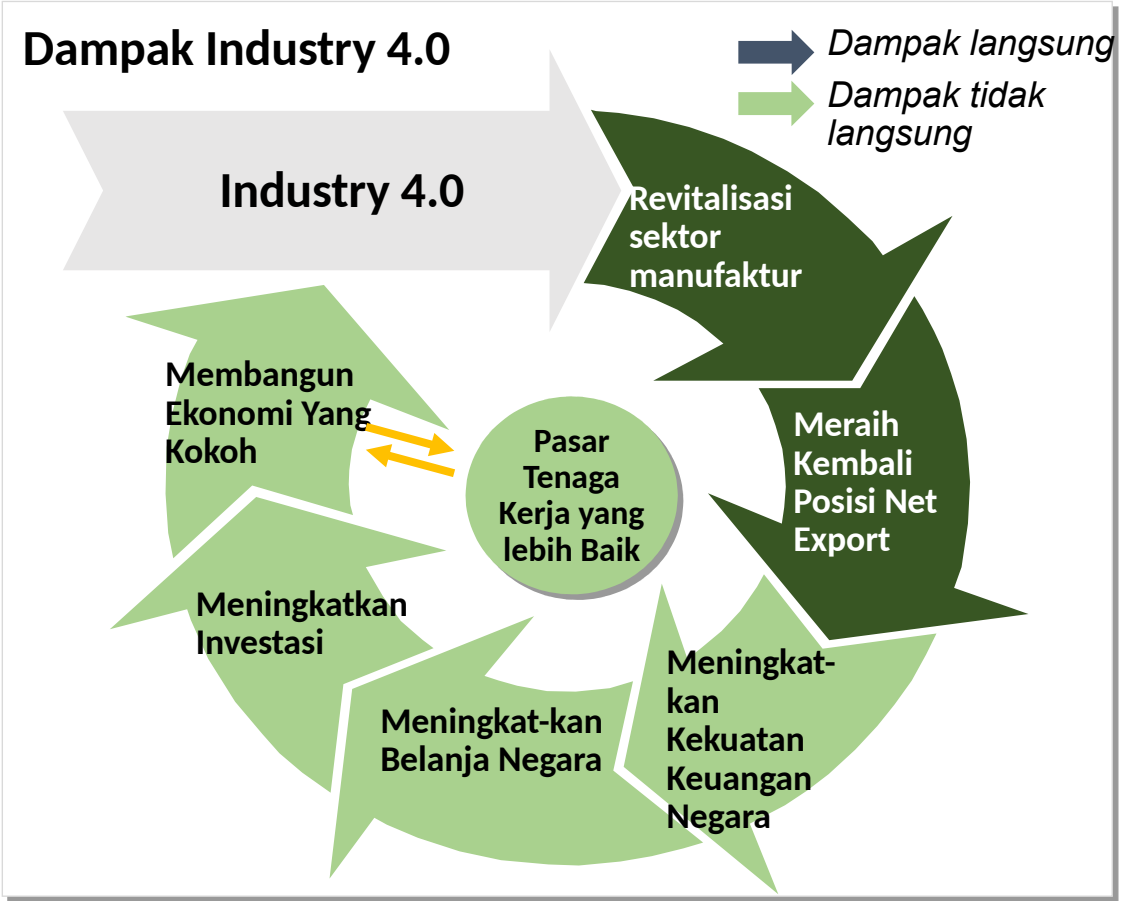 Dampak Industry 4.0
Dampak langsung
Dampak tidak
langsung
Industry 4.0
Revitalisasi
sektor
manufaktur
Meraih
Kembali
Posisi Net
Export
Meningkat-
kan
Kekuatan
Keuangan
Negara
Meningkat-kan
Belanja Negara
Meningkatkan
Investasi
Membangun
Ekonomi Yang
Kokoh
Pasar
Tenaga
Kerja yang
lebih Baik